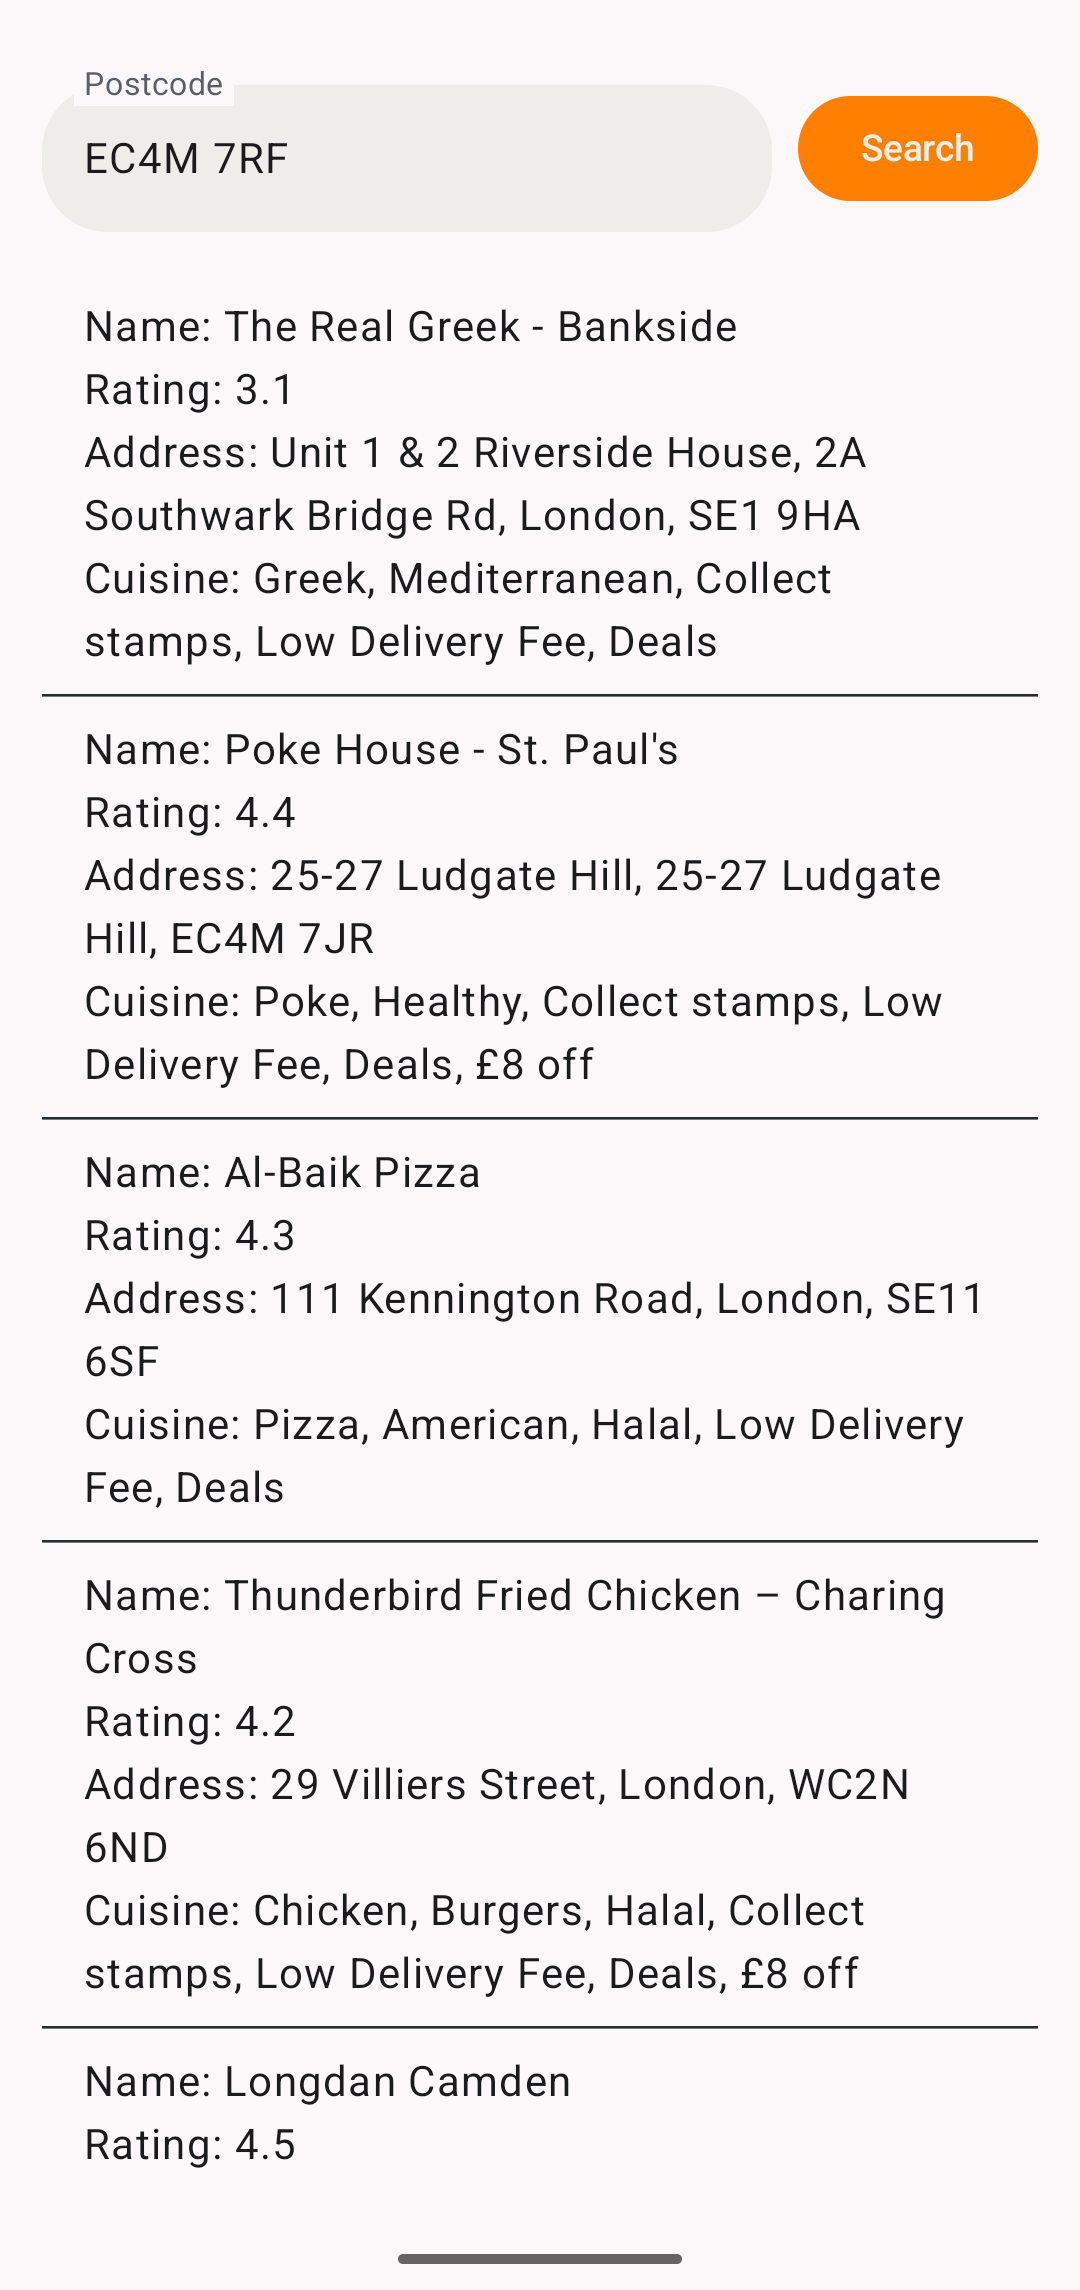 Postcode
EC4M 7RF
Search
Name: The Real Greek - Bankside
Rating: 3.1
Address: Unit 1 & 2 Riverside House, 2A
Southwark Bridge Rd, London, SE1 9HA
Cuisine: Greek, Mediterranean, Collect
stamps, Low Delivery Fee, Deals
Name: Poke House - St. Paul's
Rating: 4.4
Address: 25-27 Ludgate Hill, 25-27 Ludgate
Hill, EC4M 7JR
Cuisine: Poke, Healthy, Collect stamps, Low
Delivery Fee, Deals, £8 off
Name: Al-Baik Pizza
Rating: 4.3
Address: 111 Kennington Road, London, SE11
6SF
Cuisine: Pizza, American, Halal, Low Delivery
Fee, Deals
Name: Thunderbird Fried Chicken – Charing
Cross
Rating: 4.2
Address: 29 Villiers Street, London, WC2N
6ND
Cuisine: Chicken, Burgers, Halal, Collect
stamps, Low Delivery Fee, Deals, £8 off
Name: Longdan Camden
Rating: 4.5